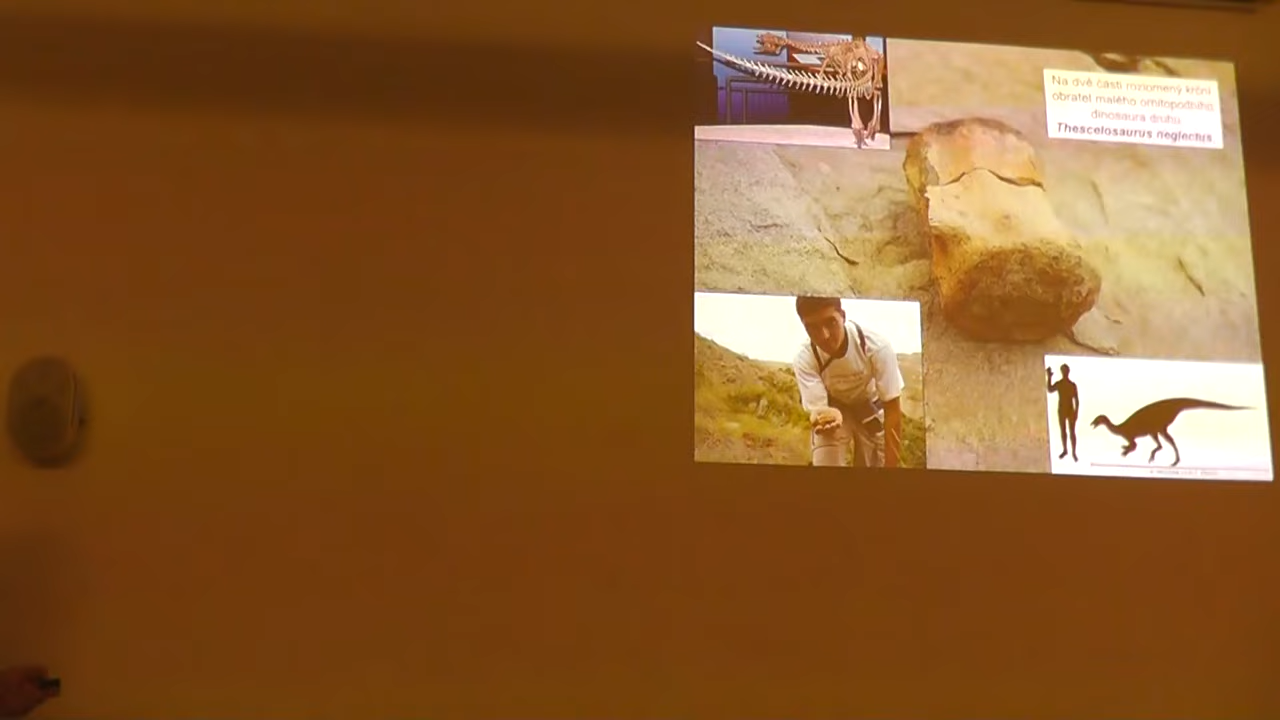 Na dvě části rozlomený krční
obratel malého ornitopodního
dinosaura druhu
Thescelosaurus neglectus